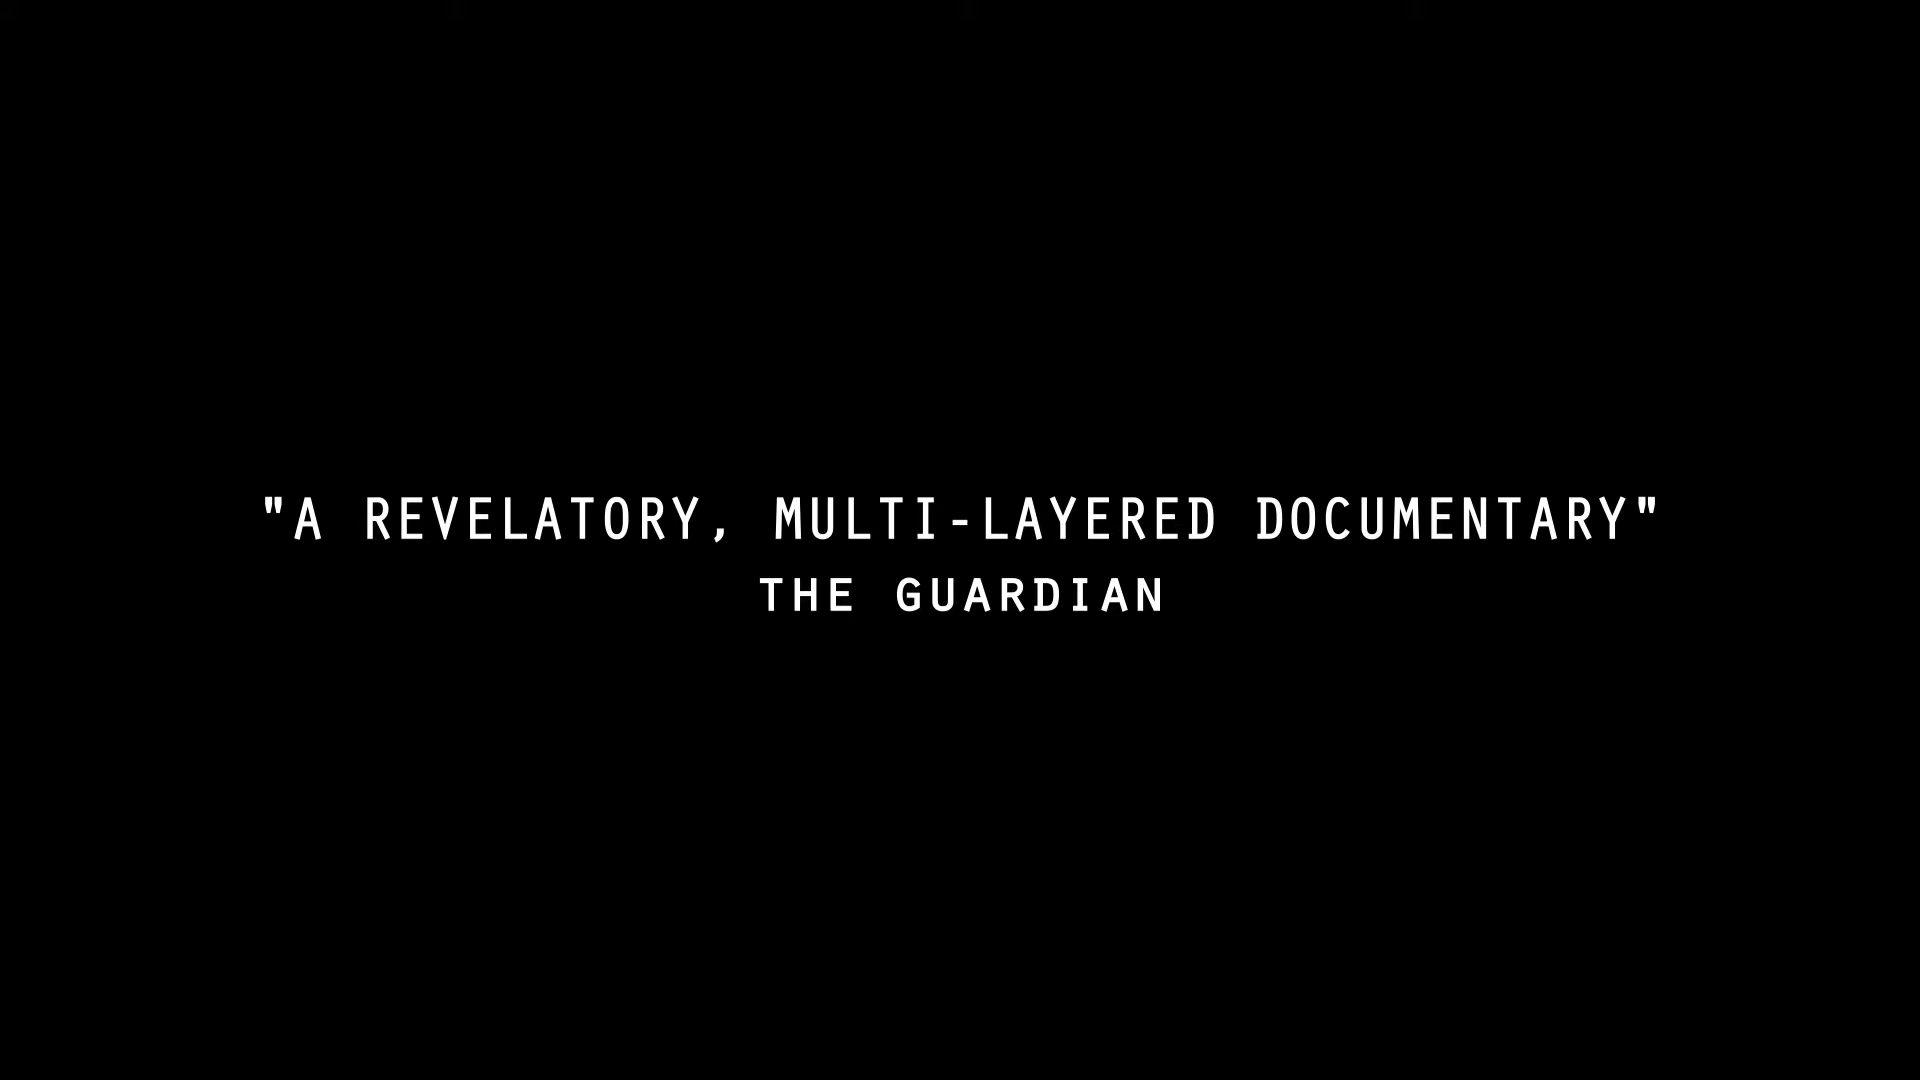 "A REVELATORY, MULTI-LAYERED DOCUMENTARY"
THE GUARDIAN